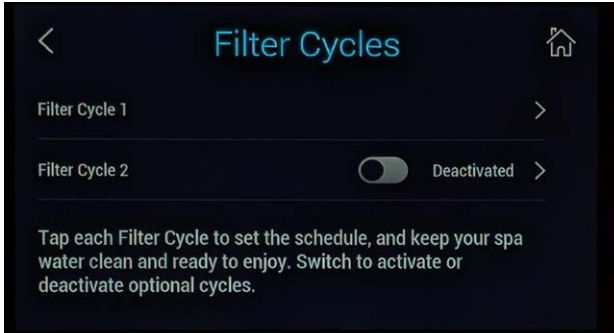 Filter Cycles
Filter Cycle 1
Filter Cycle 2 Deactivated
Tap each Filter Cycle to set the schedule, and keep your spa
water clean and ready to enjoy. Switch to activate or
deactivate optional cycles.